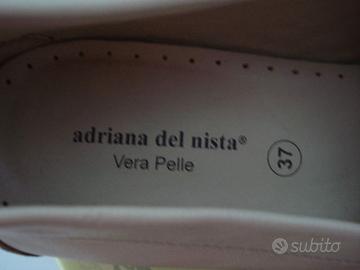 adriana del nista®
Vera Pelle
37
subito